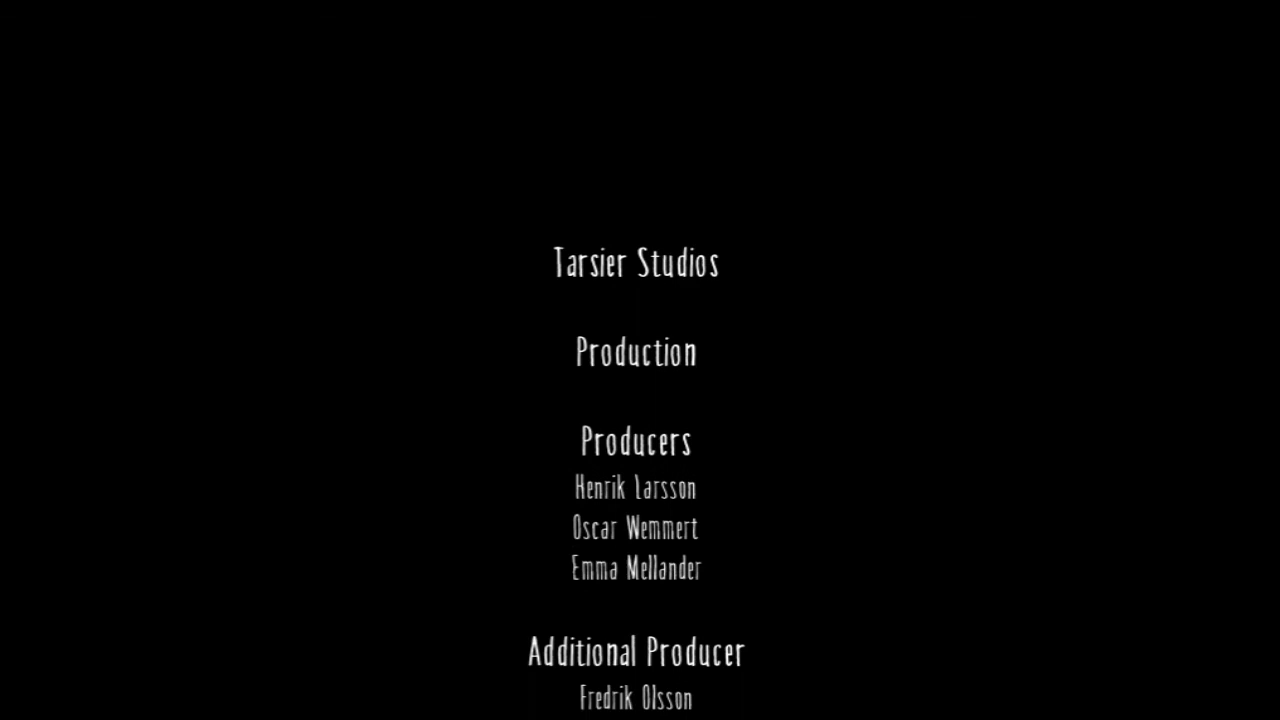 Tarsier Studios
Production
Producers
Henrik Larsson
Oscar Wemmert
Emma Mellander
Additional Producer
Fredrik Olsson